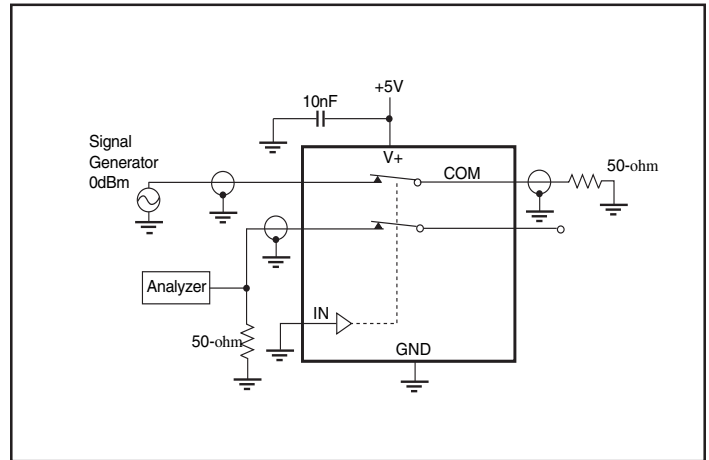 +5V
10nF
Signal
Generator
0dBm
V+
COM
50-ohm
Analyzer
IN
50-ohm
GND